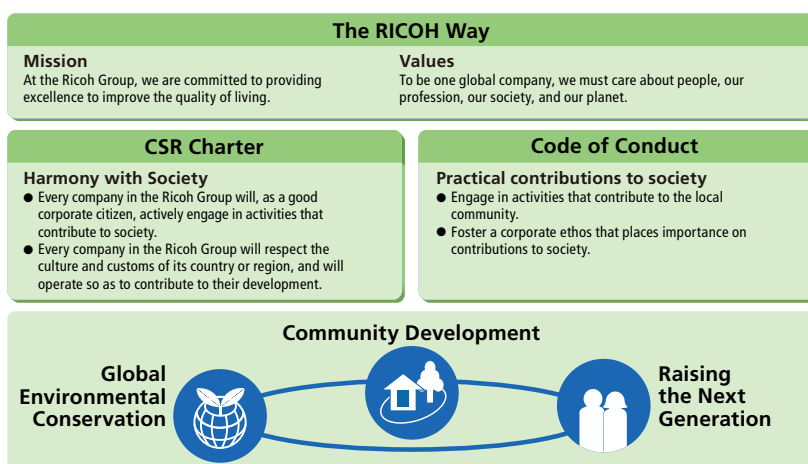 The RICOH Way
Mission
At the Ricoh Group, we are committed to providing
excellence to improve the quality of living.
Values
To be one global company, we must care about people, our
profession, our society, and our planet.
CSR Charter
Harmony with Society
● Every company in the Ricoh Group will, as a good
corporate citizen, actively engage in activities that
contribute to society.
● Every company in the Ricoh Group will respect the
culture and customs of its country or region, and will
operate so as to contribute to their development.
Code of Conduct
Practical contributions to society
● Engage in activities that contribute to the local
community.
● Foster a corporate ethos that places importance on
contributions to society.
Community Development
Global
Environmental
Conservation
Raising
the Next
Generation